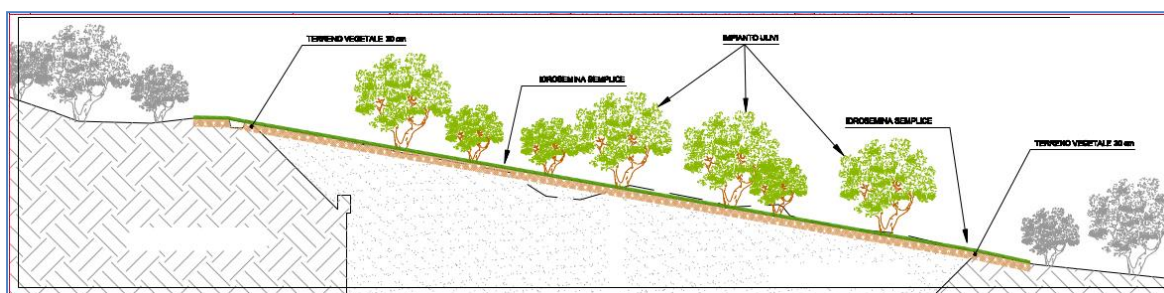 TERRENO VEGETALE 30 cm
IMPIANTO ULIVI
IDROSEMINA SEMPLICE
IDROSEMINA SEMPLICE
TERRENO VEGETALE 30 cm